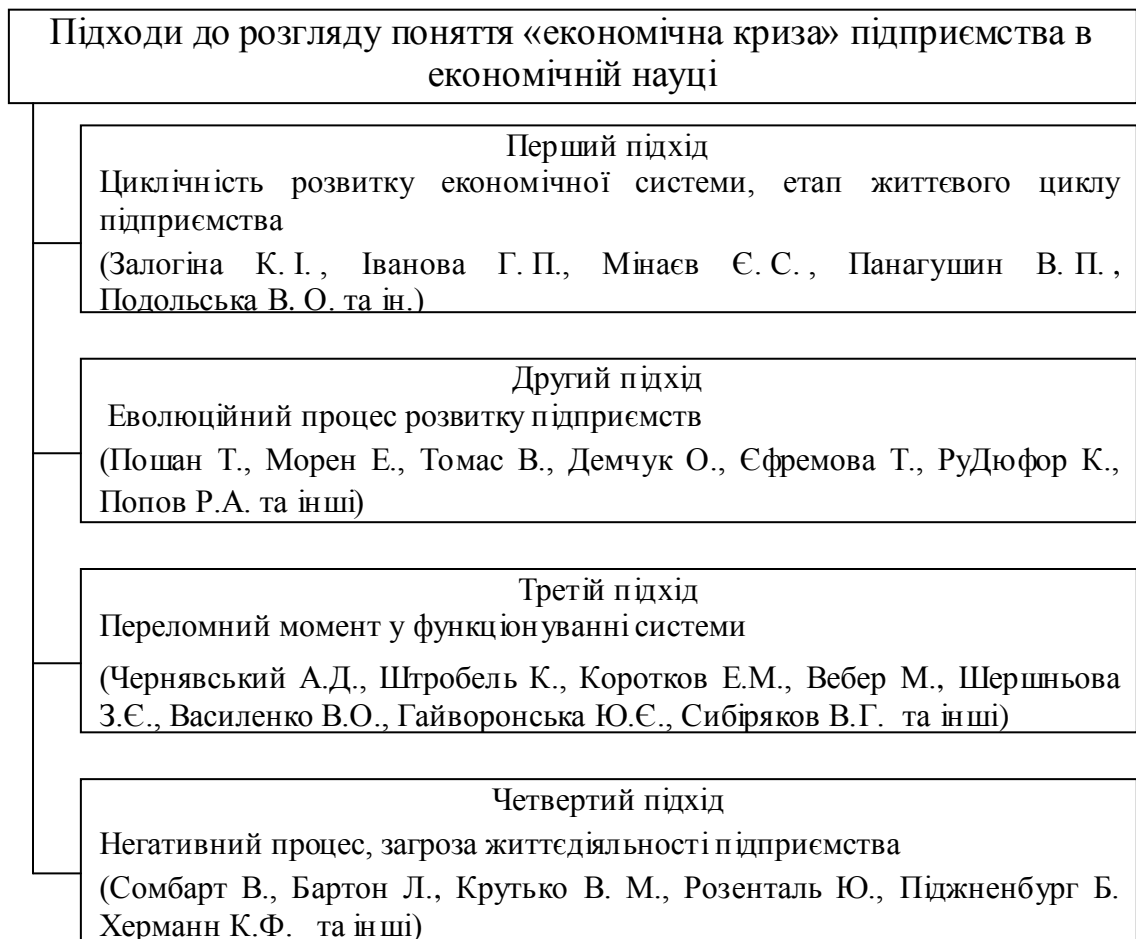 Підходи до розгляду поняття «економічна криза» підприємства в
економічній науці
Перший підхід
Циклічність розвитку економічної системи, етап життєвого циклу
підприємства
(Залогіна К. І. , Іванова Г. П., Мінаєв Є. С. , Панагушин В. П. ,
Подольська В. О. та ін.)
Другий підхід
Еволюційний процес розвитку підприємств
(Пошан Т., Морен Е., Томас В., Демчук О., Єфремова Т., РуДюфор К.,
Попов Р.А. та інші)
Третій підхід
Переломний момент у функціонуванні системи
(Чернявський А.Д., Штробель К., Коротков Е.М., Вебер М., Шершньова
З.Є., Василенко В.О., Гайворонська Ю.Є., Сибіряков В.Г. та інші)
Четвертий підхід
Негативний процес, загроза життєдіяльності підприємства
(Сомбарт В., Бартон Л., Крутько В. М., Розенталь Ю., Піджненбург Б.
Херманн К.Ф. та інші)